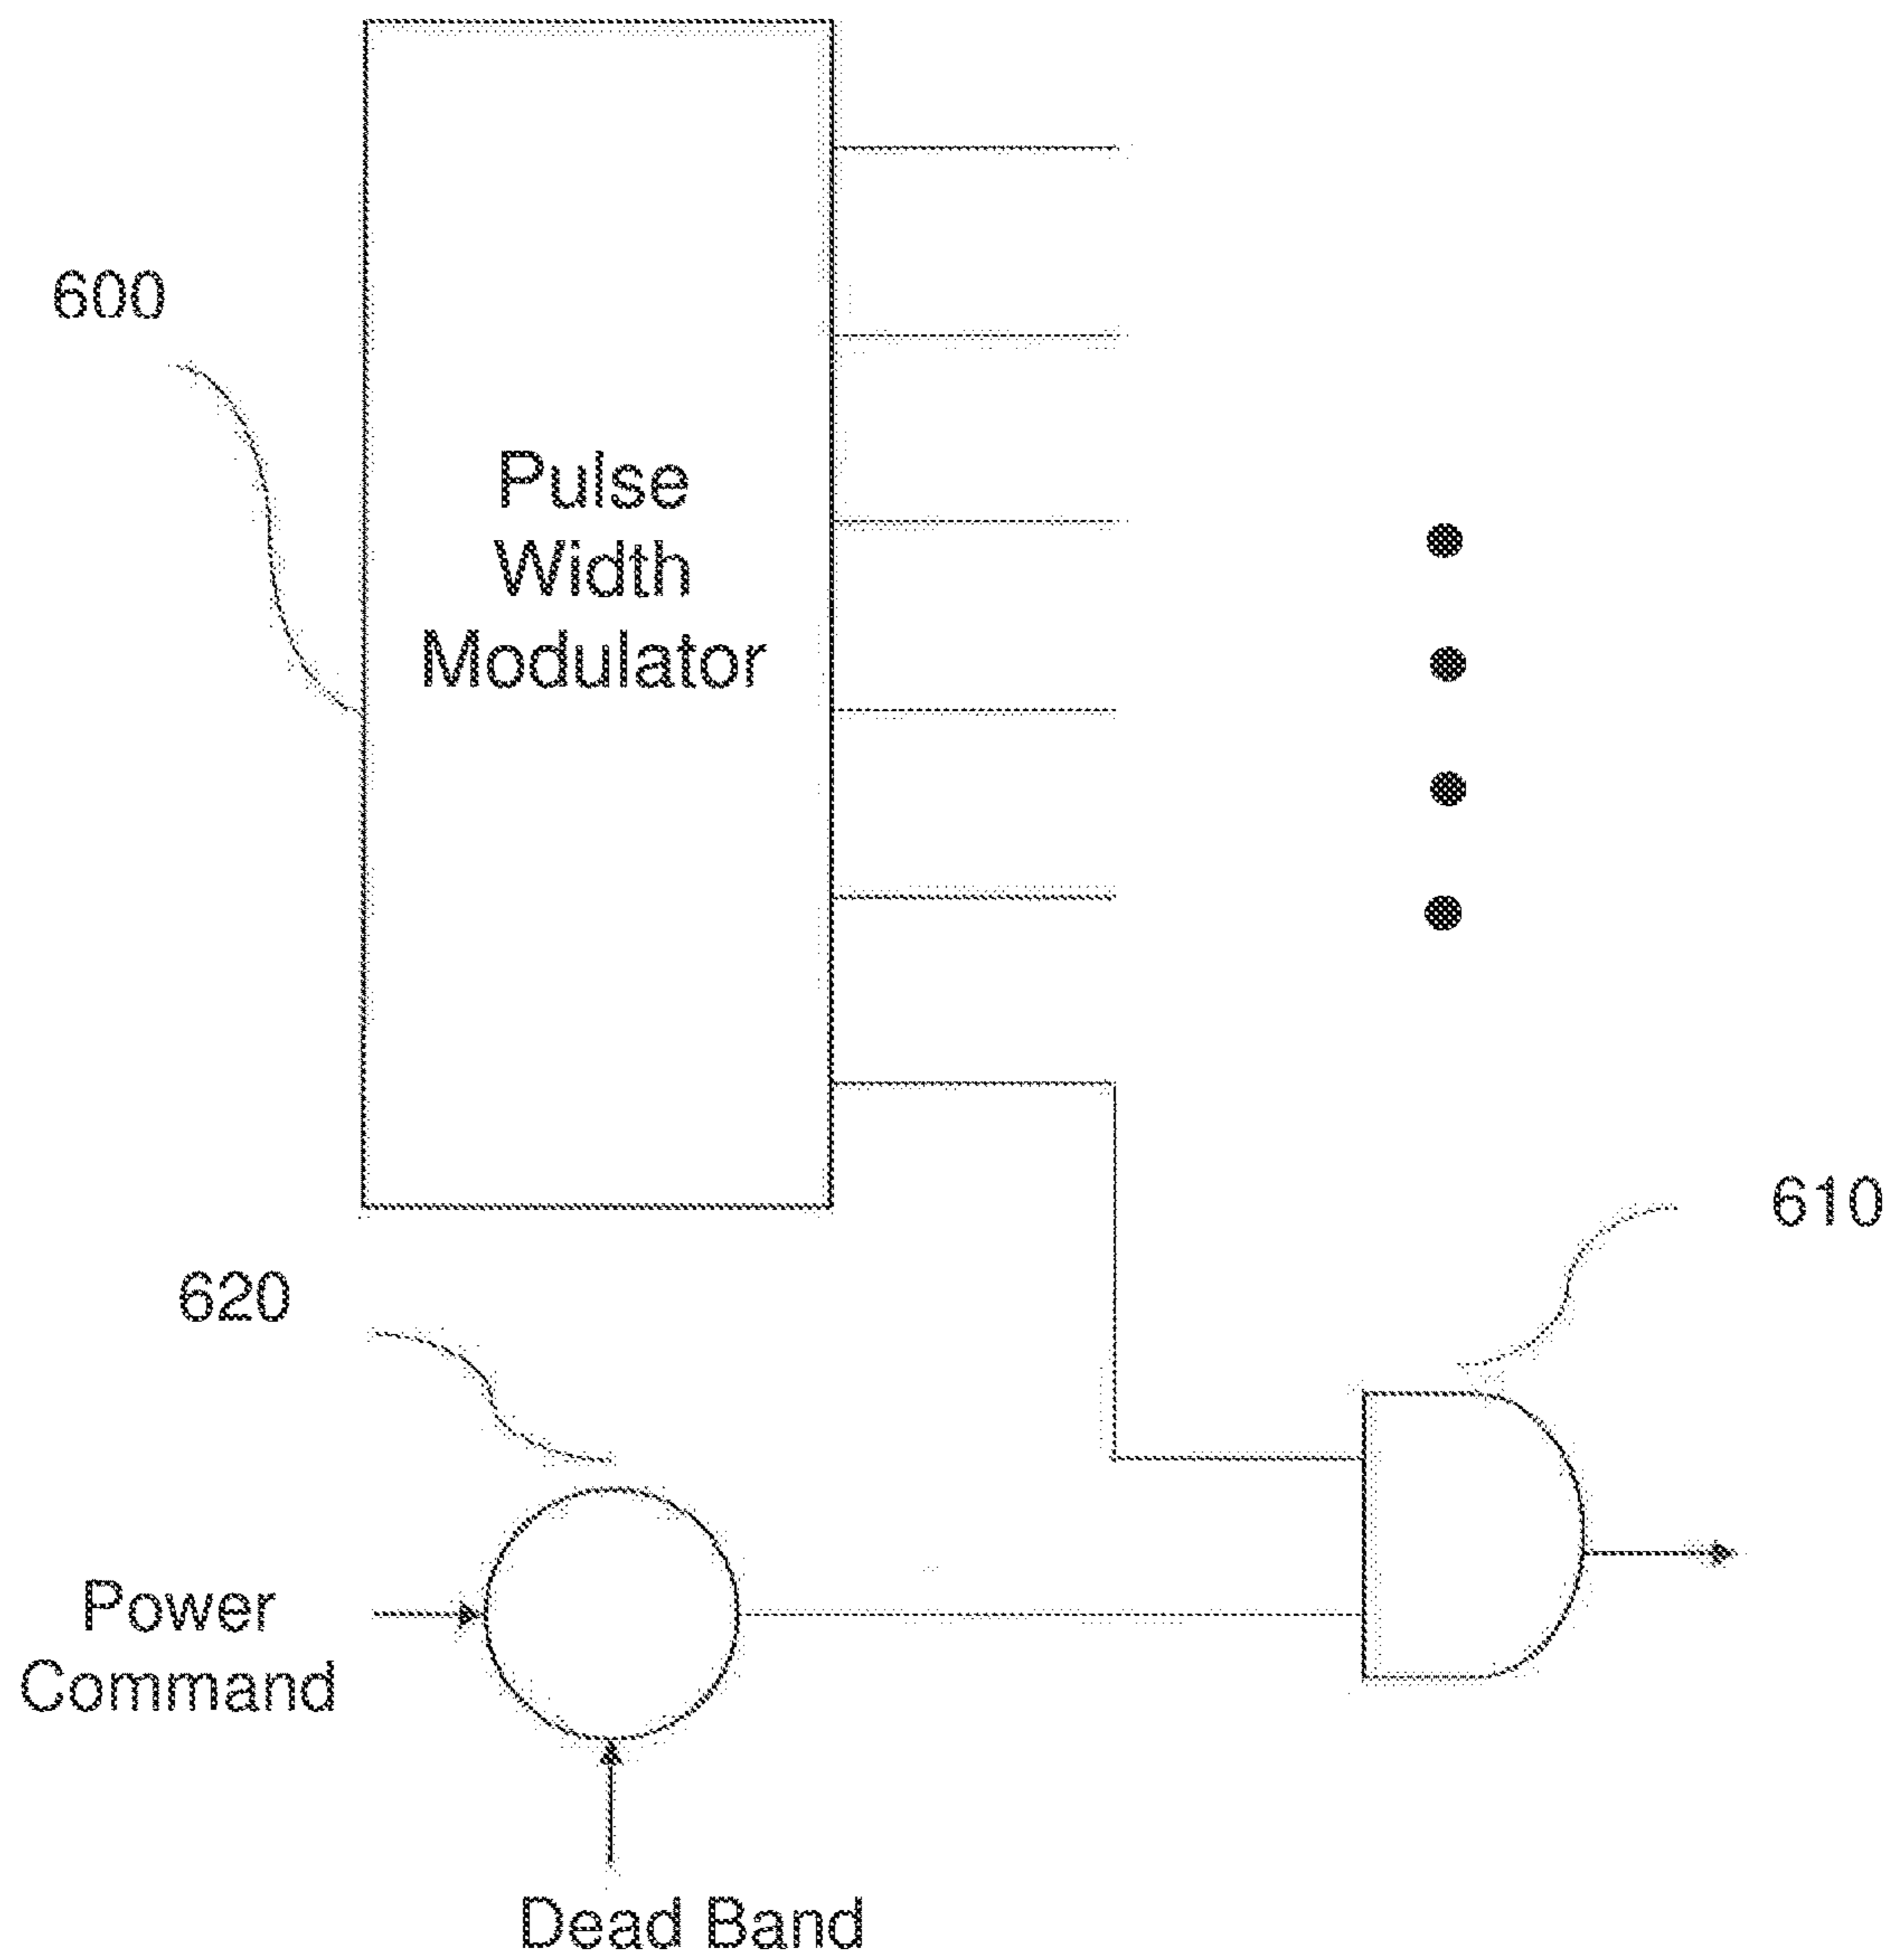 600
Pulse
Width
Modulator
610
620
Power
Command
Dead Band